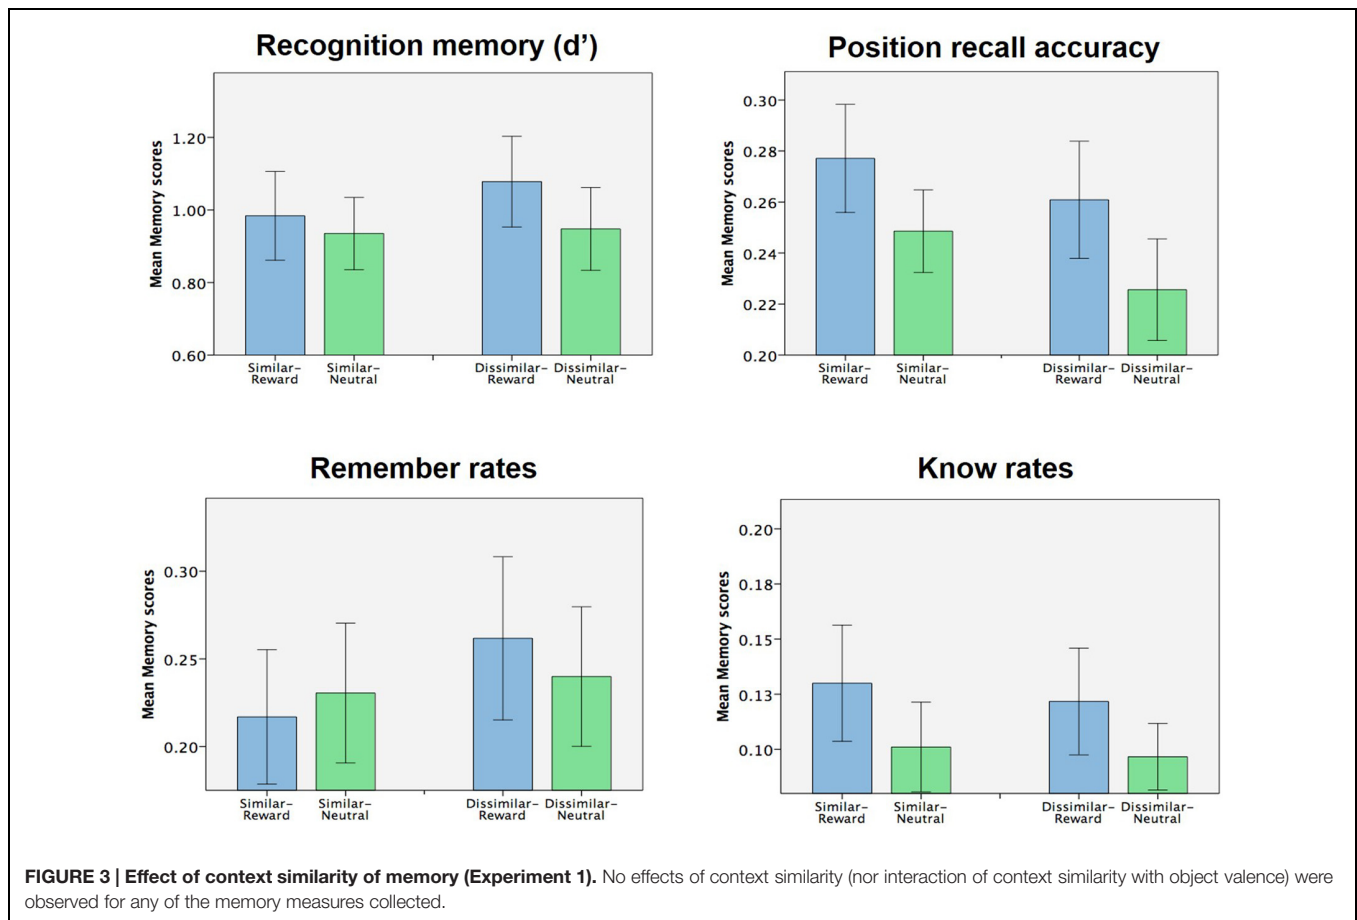 Recognition memory (d’)
Mean Memory scores
1.20
1.00
0.80
0.60
Similar-
Reward
Similar-
Neutral
Dissimilar-
Reward
Dissimilar-
Neutral
Position recall accuracy
Mean Memory scores
0.30
0.28
0.26
0.24
0.22
0.20
Similar-
Reward
Similar-
Neutral
Dissimilar-
Reward
Dissimilar-
Neutral
Remember rates
Mean Memory scores
0.30
0.25
0.20
Similar-
Reward
Similar-
Neutral
Dissimilar-
Reward
Dissimilar-
Neutral
Know rates
Mean Memory scores
0.20
0.18
0.15
0.13
0.10
Similar-
Reward
Similar-
Neutral
Dissimilar-
Reward
Dissimilar-
Neutral
FIGURE 3 | Effect of context similarity of memory (Experiment 1). No effects of context similarity (nor interaction of context similarity with object valence) were
observed for any of the memory measures collected.